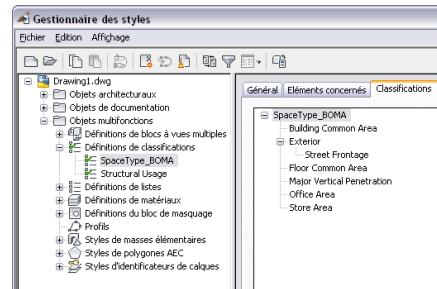 Gestionnaire des styles
Fichier Edition Affichage
Drawing1.dwg
Objets architecturaux
Objets de documentation
Objets multifonctions
Définitions de blocs à vues multiples
Définitions de classifications
SpaceType_BOMA
Structural Usage
Définitions de listes
Définitions de matériaux
Définitions du bloc de masquage
Profils
Styles de masses élémentaires
Styles de polygones AEC
Styles d'identificateurs de calques
Général Eléments concernés Classifications
SpaceType_BOMA
Building Common Area
Exterior
Street Frontage
Floor Common Area
Major Vertical Penetration
Office Area
Store Area